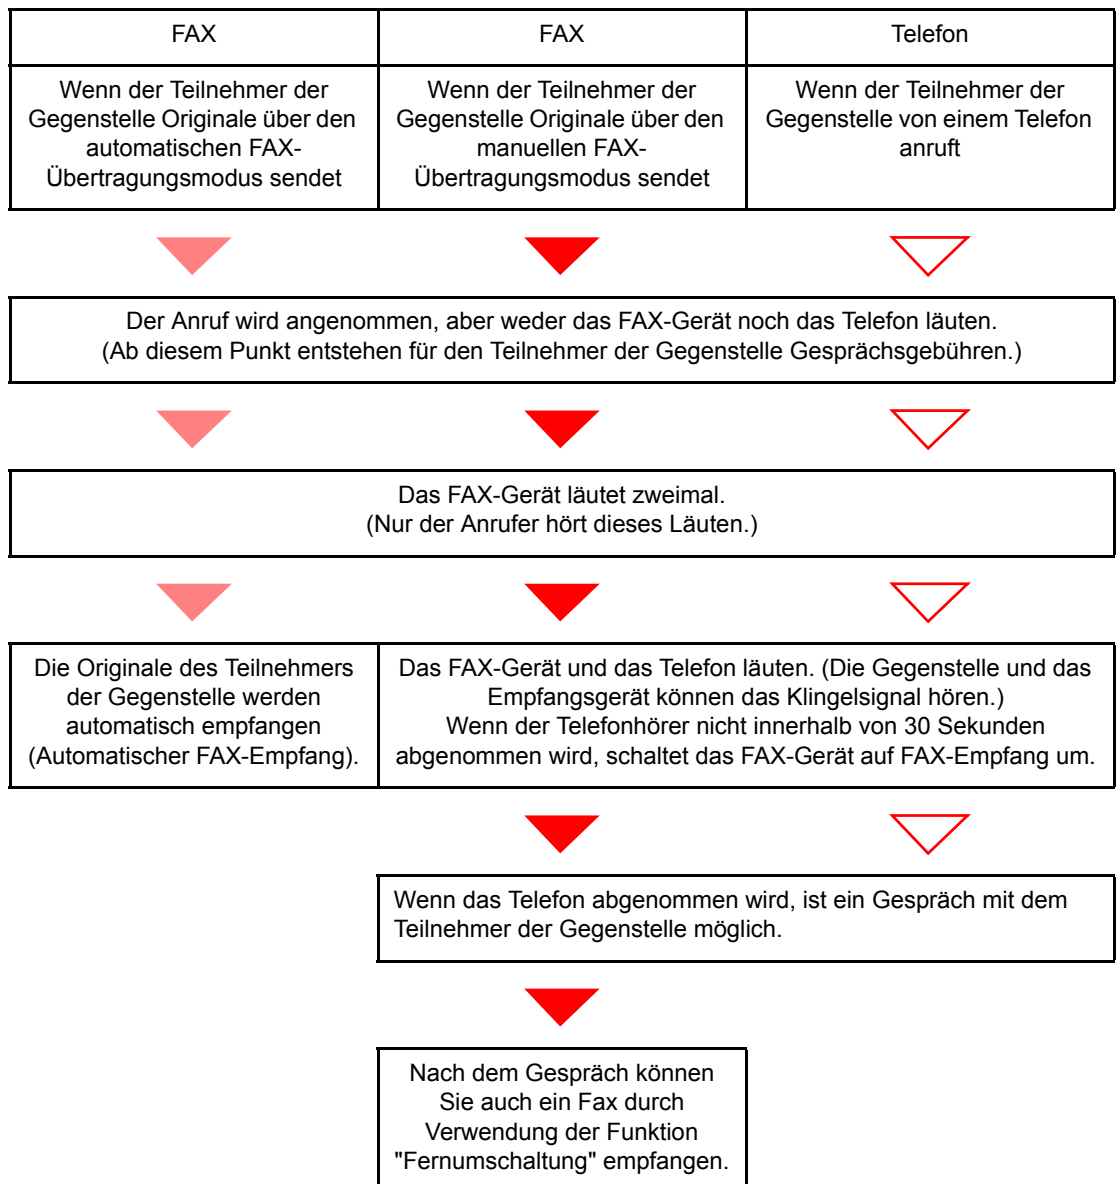 FAX
FAX
Telefon
Wenn der Teilnehmer der
Gegenstelle Originale über den
automatischen FAX-
Übertragungsmodus sendet
Wenn der Teilnehmer der
Gegenstelle Originale über den
manuellen FAX-
Übertragungsmodus sendet
Wenn der Teilnehmer der
Gegenstelle von einem Telefon
anruft
Der Anruf wird angenommen, aber weder das FAX-Gerät noch das Telefon läuten.
(Ab diesem Punkt entstehen für den Teilnehmer der Gegenstelle Gesprächsgebühren.)
Das FAX-Gerät läutet zweimal.
(Nur der Anrufer hört dieses Läuten.)
Die Originale des Teilnehmers
der Gegenstelle werden
automatisch empfangen
(Automatischer FAX-Empfang).
Das FAX-Gerät und das Telefon läuten. (Die Gegenstelle und das
Empfangsgerät können das Klingelsignal hören.)
Wenn der Telefonhörer nicht innerhalb von 30 Sekunden
abgenommen wird, schaltet das FAX-Gerät auf FAX-Empfang um.
Wenn das Telefon abgenommen wird, ist ein Gespräch mit dem
Teilnehmer der Gegenstelle möglich.
Nach dem Gespräch können
Sie auch ein Fax durch
Verwendung der Funktion
"Fernumschaltung" empfangen.